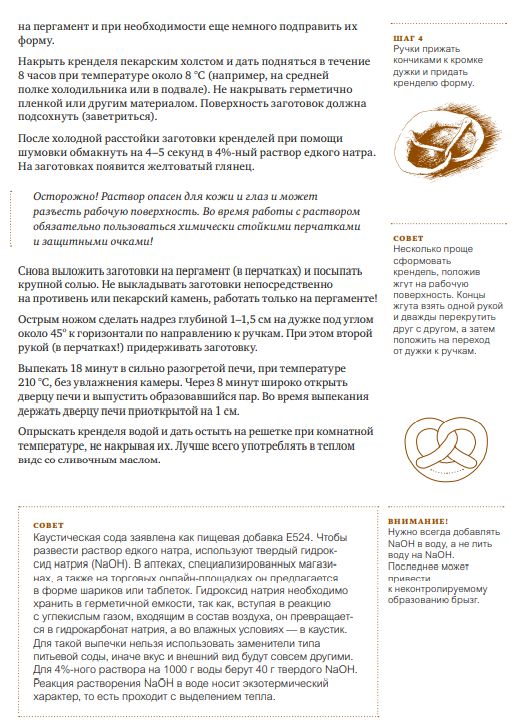 на пергамент и при необходимости еще немного подправить их
форму.
Накрыть кренделя пекарским холстом и дать подняться в течение
8 часов при температуре около 8 °C (например, на средней
полке холодильника или в подвале). Не накрывать герметично
пленкой или другим материалом. Поверхность заготовок должна
подсохнуть (заветриться).
После холодной расстойки заготовки кренделей при помощи
шумовки обмакнуть на 4–5 секунд в 4%-ный раствор едкого натра.
На заготовках появится желтоватый глянец.
Осторожно! Раствор опасен для кожи и глаз и может
разъесть рабочую поверхность. Во время работы с раствором
обязательно пользоваться химически стойкими перчатками
и защитными очками!
Снова выложить заготовки на пергамент (в перчатках) и посыпать
крупной солью. Не выкладывать заготовки непосредственно
на противень или пекарский камень, работать только на пергаменте!
Острым ножом сделать надрез глубиной 1–1,5 см на дужке под углом
около 45° к горизонтали по направлению к ручкам. При этом второй
рукой (в перчатках!) придерживать заготовку.
Выпекать 18 минут в сильно разогретой печи, при температуре
210 °C, без увлажнения камеры. Через 8 минут широко открыть
дверцу печи и выпустить образовавшийся пар. Во время выпекания
держать дверцу печи приоткрытой на 1 см.
Опрыскать кренделя водой и дать остыть на решетке при комнатной
температуре, не накрывая их. Лучше всего употреблять в теплом
виде со сливочным маслом.
ШАГ 4
Ручки прижать
кончиками к кромке
дужки и придать
кренделю форму.
СОВЕТ
Несколько проще
сформовать
крендель, положив
жгут на рабочую
поверхность. Концы
жгута взять одной рукой
и дважды перекрутить
друг с другом, а затем
положить на переход
от дужки к ручкам.
СОВЕТ
Каустическая сода заявлена как пищевая добавка E524. Чтобы
развести раствор едкого натра, используют твердый гидрок-
сид натрия (NaOH). В аптеках, специализированных магази-
нах, а также на торговых онлайн-площадках он предлагается
в форме шариков или таблеток. Гидроксид натрия необходимо
хранить в герметичной емкости, так как, вступая в реакцию
с углекислым газом, входящим в состав воздуха, он превращает-
ся в гидрокарбонат натрия, а во влажных условиях — в каустик.
Для такой выпечки нельзя использовать заменители типа
питьевой соды, иначе вкус и внешний вид будут совсем другими.
Для 4%-ного раствора на 1000 г воды берут 40 г твердого NaOH.
Реакция растворения NaOH в воде носит экзотермический
характер, то есть проходит с выделением тепла.
ВНИМАНИЕ!
Нужно всегда добавлять
NaOH в воду, а не лить
воду на NaOH.
Последнее может
привести
к неконтролируемому
образованию брызг.